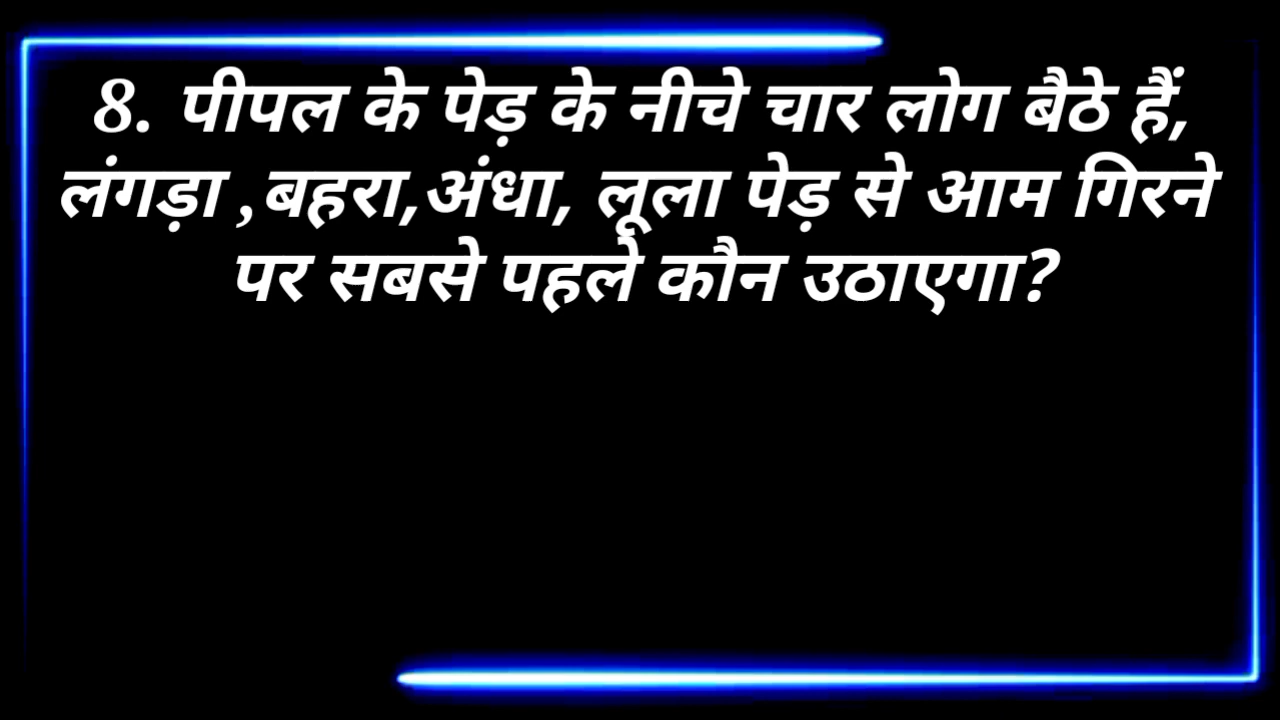 8. पीपल के पेड़ के नीचे चार लोग बैठे हैं,
लंगड़ा ,बहरा,अंधा, लूला पेड़ से आम गिरने
पर सबसे पहले कौन उठाएगा?